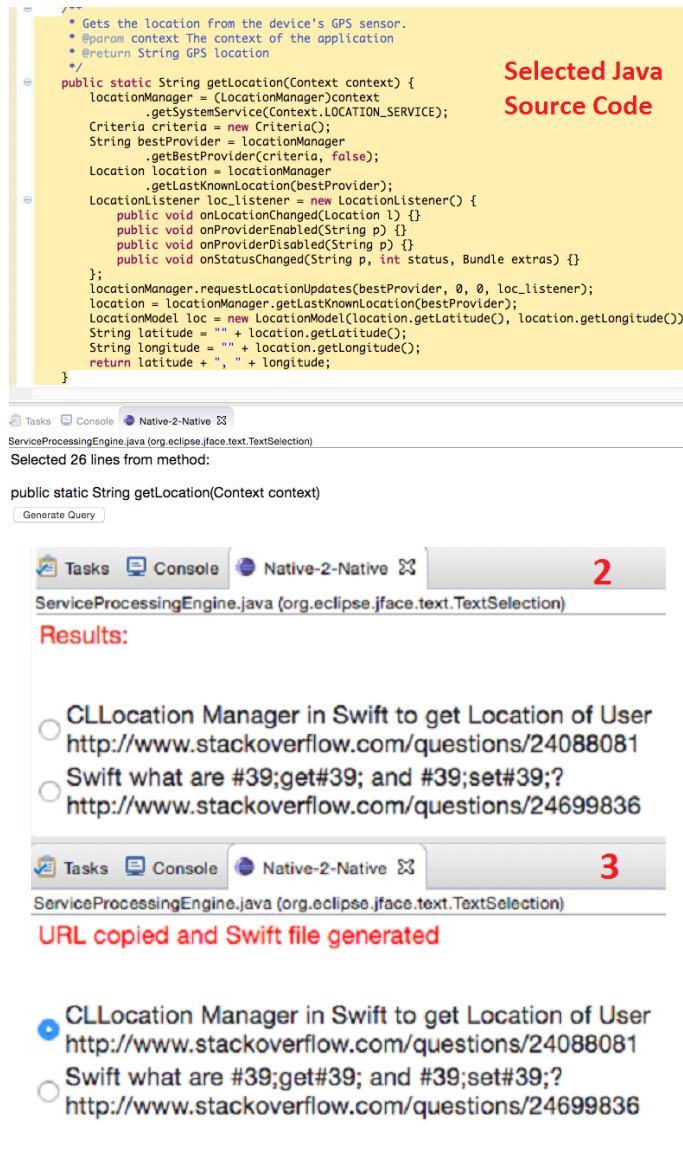 /**
* Gets the location from the device's GPS sensor.
* @param context The context of the application
* @return String GPS location
*/
public static String getLocation(Context context) {
locationManager = (LocationManager)context
.getSystemService(Context.LOCATION_SERVICE);
Criteria criteria = new Criteria();
String bestProvider = locationManager
.getBestProvider(criteria, false);
Location location = locationManager
.getLastKnownLocation(bestProvider);
LocationListener loc_listener = new LocationListener() {
public void onLocationChanged(Location l) {}
public void onProviderEnabled(String p) {}
public void onProviderDisabled(String p) {}
public void onStatusChanged(String p, int status, Bundle extras) {}
};
locationManager.requestLocationUpdates(bestProvider, 0, 0, loc_listener);
location = locationManager.getLastKnownLocation(bestProvider);
LocationModel loc = new LocationModel(location.getLatitude(), location.getLongitude())
String latitude = "" + location.getLatitude();
String longitude = "" + location.getLongitude();
return latitude + ", " + longitude;
}
Selected Java
Source Code
Tasks Console Native-2-Native
ServiceProcessingEngine.java (org.eclipse.jface.text.TextSelection)
Selected 26 lines from method:
public static String getLocation(Context context)
Generate Query
Tasks Console Native-2-Native 2
ServiceProcessingEngine.java (org.eclipse.jface.text.TextSelection)
Results:
CLLocation Manager in Swift to get Location of User
http://www.stackoverflow.com/questions/24088081
Swift what are #39;get#39; and #39;set#39;?
http://www.stackoverflow.com/questions/24699836
Tasks Console Native-2-Native 3
ServiceProcessingEngine.java (org.eclipse.jface.text.TextSelection)
URL copied and Swift file generated
CLLocation Manager in Swift to get Location of User
http://www.stackoverflow.com/questions/24088081
Swift what are #39;get#39; and #39;set#39;?
http://www.stackoverflow.com/questions/24699836